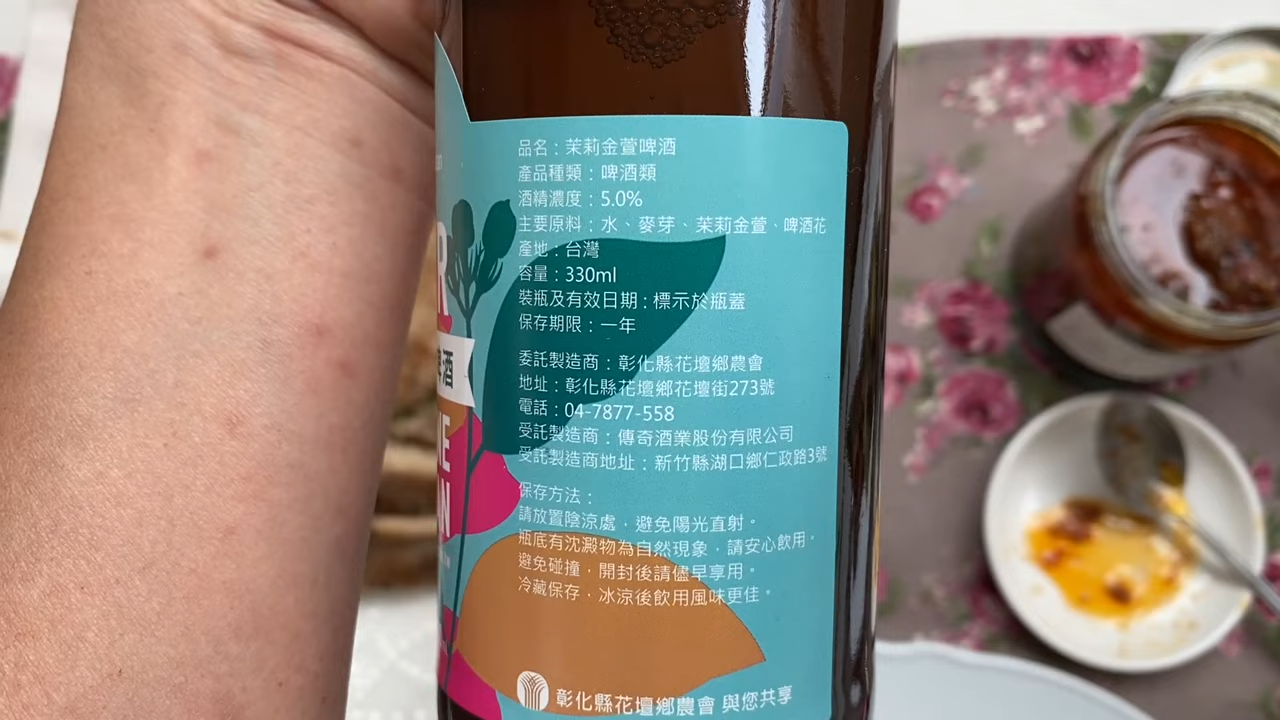 品名：茉莉金萱啤酒
產品種類：啤酒類
酒精濃度：5.0%
主要原料：水、麥芽、茉莉金萱、啤酒花
產地：台灣
容量：330ml
裝瓶及有效日期：標示於瓶蓋
保存期限：一年
委託製造商：彰化縣花壇鄉農會
地址：彰化縣花壇鄉花壇街273號
電話：04-7877-558
受託製造商：傳奇酒業股份有限公司
受託製造商地址：新竹縣湖口鄉仁政路3號
保存方法：
請放置陰涼處，避免陽光直射。
瓶底有沈澱物為自然現象，請安心飲用。
避免碰撞，開封後請儘早享用。
冷藏保存，冰涼後飲用風味更佳。
彰化縣花壇鄉農會 與您共享